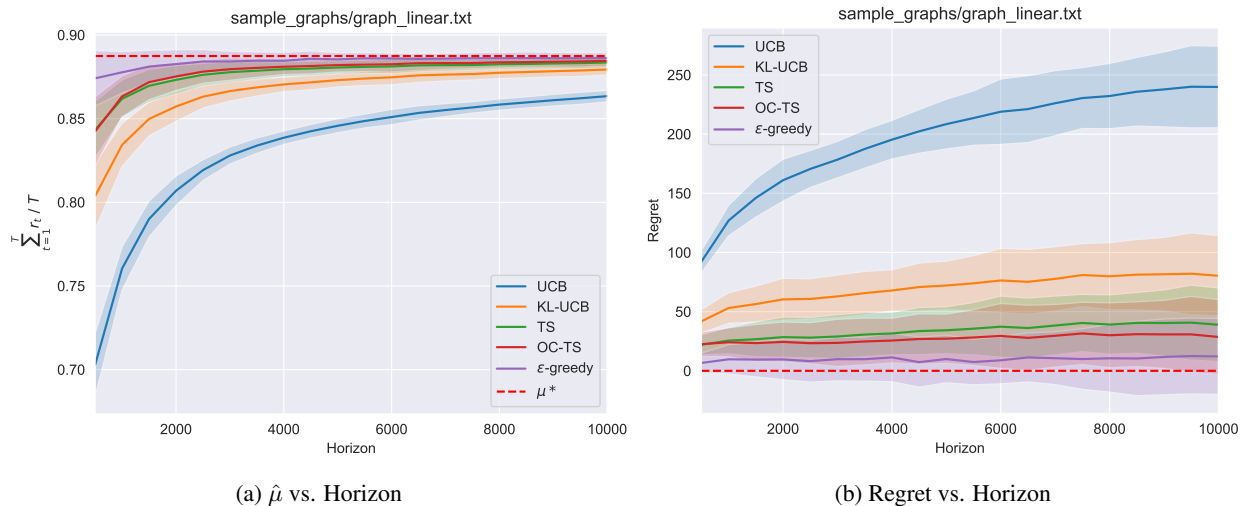 sample_graphs/graph_linear.txt
0.90
0.85
0.80
0.75
0.70
∑_{t=1}^{T} r_t / T
UCB
KL-UCB
TS
OC-TS
ε-greedy
μ*
2000 4000 6000 8000 10000
Horizon
(a) μ̂ vs. Horizon
sample_graphs/graph_linear.txt
250
200
150
100
50
0
Regret
UCB
KL-UCB
TS
OC-TS
ε-greedy
2000 4000 6000 8000 10000
Horizon
(b) Regret vs. Horizon